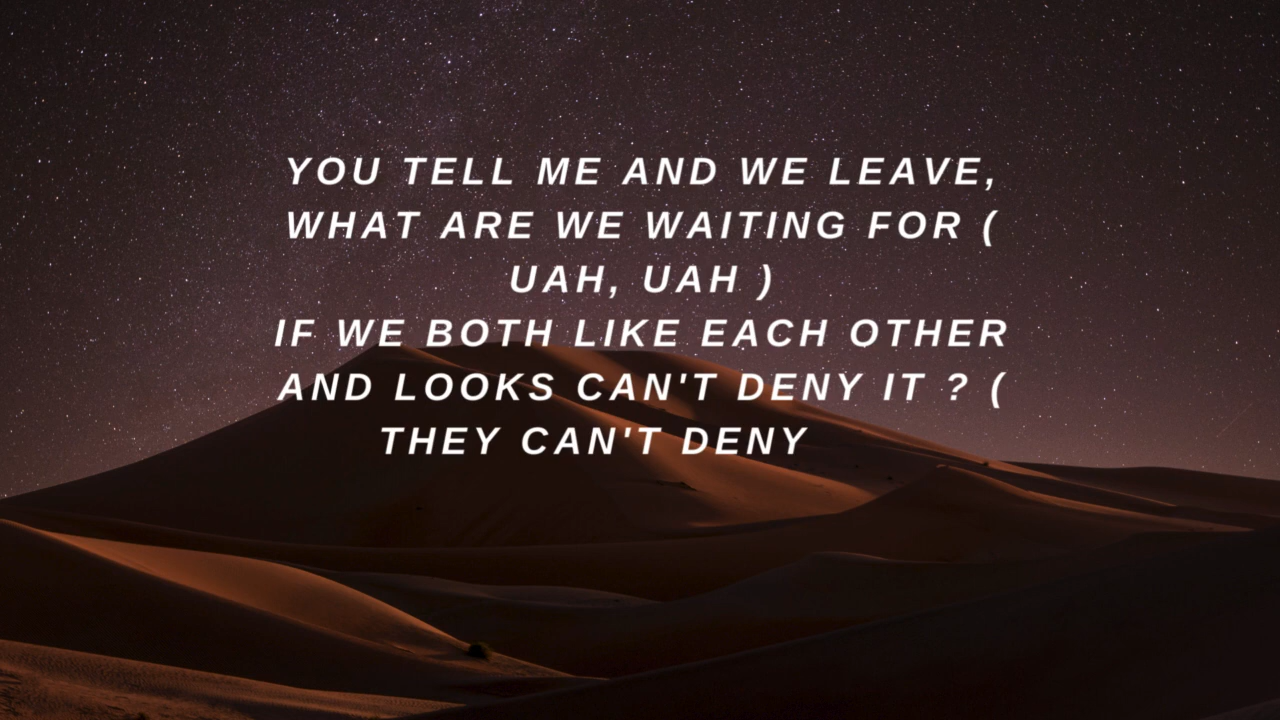 YOU TELL ME AND WE LEAVE,
WHAT ARE WE WAITING FOR (
UAH, UAH )
IF WE BOTH LIKE EACH OTHER
AND LOOKS CAN'T DENY IT ? (
THEY CAN'T DENY